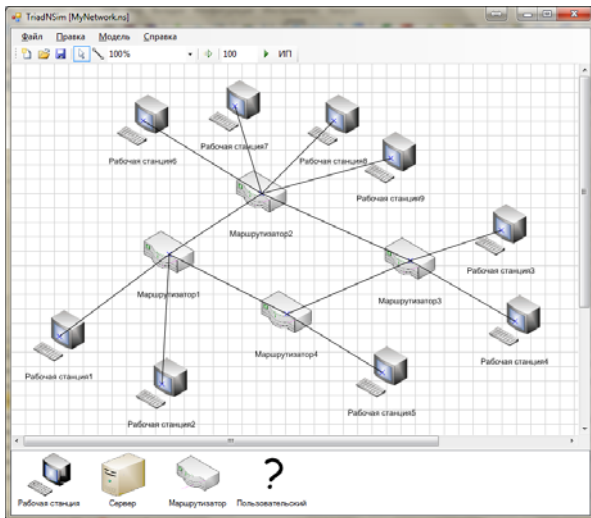 TriadNSim [MyNetwork.ns]
Файл Правка Модель Справка
100% 100 ИП
Рабочая станция6
Рабочая станция7
Рабочая станция8
Рабочая станция9
Маршрутизатор2
Рабочая станция3
Маршрутизатор1
Маршрутизатор3
Маршрутизатор4
Рабочая станция4
Рабочая станция1
Рабочая станция5
Рабочая станция2
Рабочая станция Сервер Маршрутизатор Пользовательский